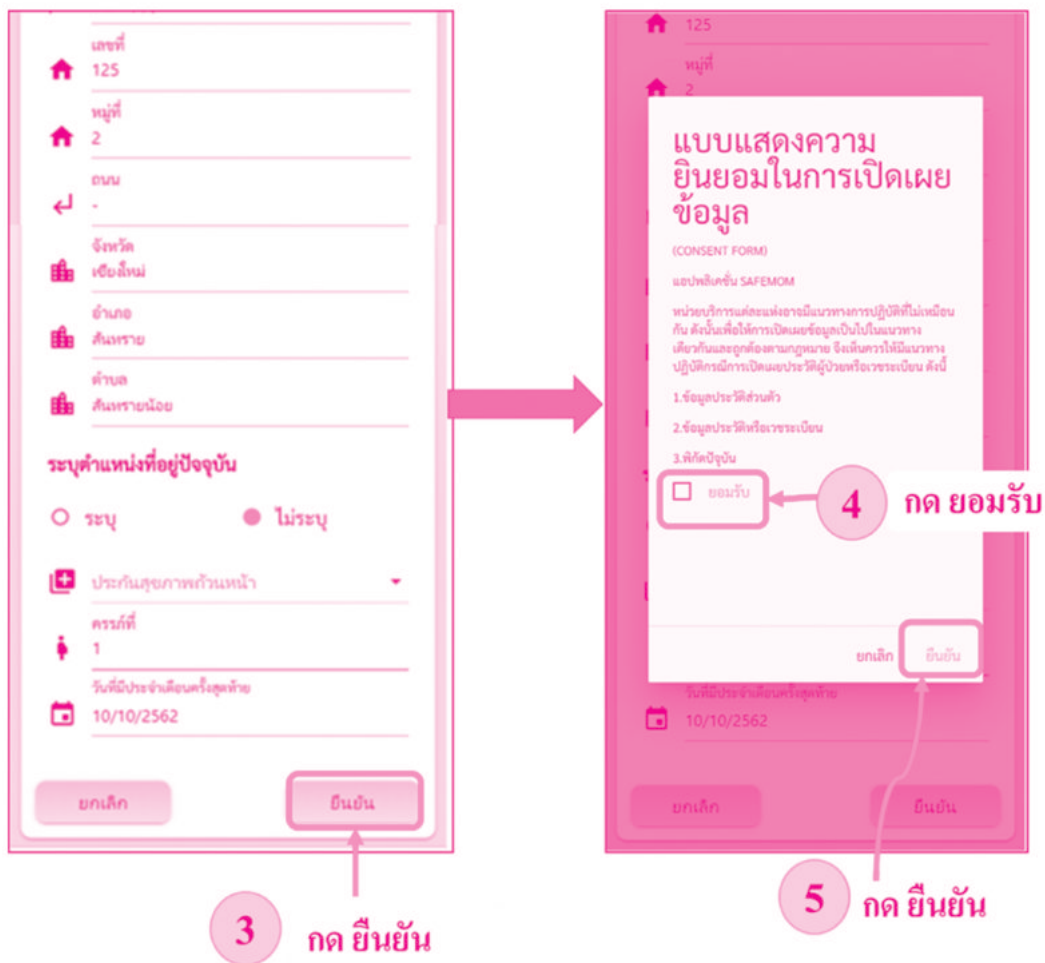 เลขที่
125
หมู่ที่
2
ถนน
-
จังหวัด
เชียงใหม่
อำเภอ
สันทราย
ตำบล
สันทรายน้อย
ระบุตำแหน่งที่อยู่ปัจจุบัน
ระบุ
ไม่ระบุ
ประกันสุขภาพถ้วนหน้า
ครรภ์ที่
1
วันที่มีประจำเดือนครั้งสุดท้าย
10/10/2562
ยกเลิก
ยืนยัน
3
กด ยืนยัน
125
หมู่ที่
2
แบบแสดงความ
ยินยอมในการเปิดเผย
ข้อมูล
(CONSENT FORM)
แอปพลิเคชั่น SAFEMOM
หน่วยบริการแต่ละแห่งอาจมีแนวทางการปฏิบัติที่ไม่เหมือน
กัน ดังนั้นเพื่อให้การเปิดเผยข้อมูลเป็นไปในแนวทาง
เดียวกันและถูกต้องตามกฎหมาย จึงเห็นควรให้มีแนวทาง
ปฏิบัติกรณีการเปิดเผยประวัติผู้ป่วยหรือเวชระเบียน ดังนี้
1.ข้อมูลประวัติส่วนตัว
2.ข้อมูลประวัติหรือเวชระเบียน
3.พิกัดปัจุบัน
ยอมรับ
4
กด ยอมรับ
ยกเลิก
ยืนยัน
วันที่มีประจำเดือนครั้งสุดท้าย
10/10/2562
ยกเลิก
ยืนยัน
5
กด ยืนยัน